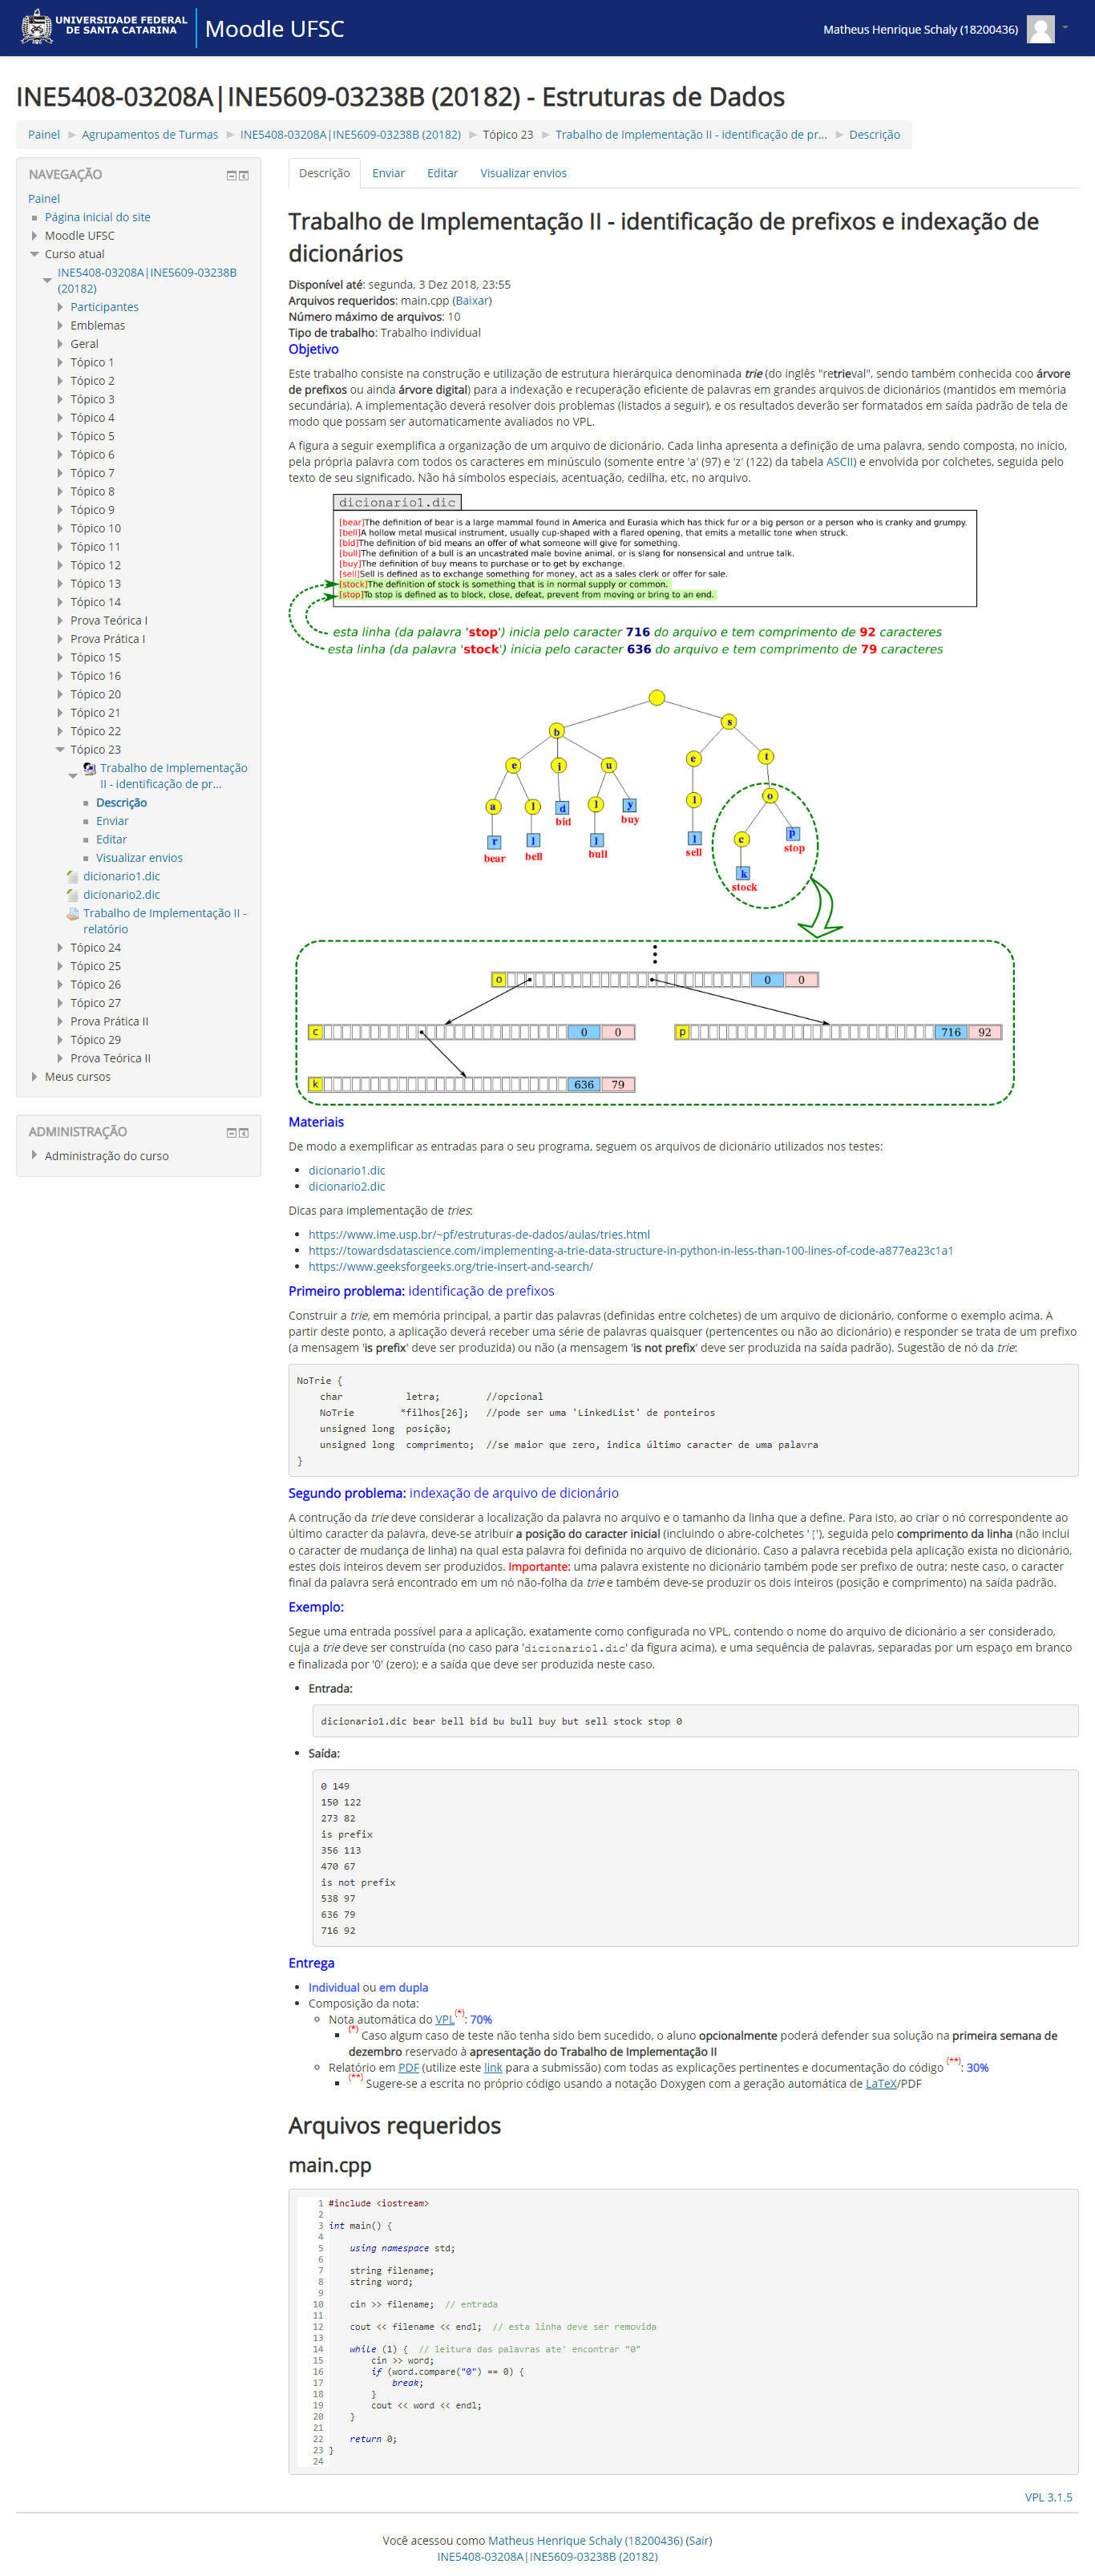 UNIVERSIDADE FEDERAL
DE SANTA CATARINA
Moodle UFSC
Matheus Henrique Schaly (18200436)
INE5408-03208A|INE5609-03238B (20182) - Estruturas de Dados
Painel ► Agrupamentos de Turmas ► INE5408-03208A|INE5609-03238B (20182) ► Tópico 23 ► Trabalho de Implementação II - identificação de pr... ► Descrição
NAVEGAÇÃO
Painel
Página inicial do site
Moodle UFSC
Curso atual
INE5408-03208A|INE5609-03238B
(20182)
Participantes
Emblemas
Geral
Tópico 1
Tópico 2
Tópico 3
Tópico 4
Tópico 5
Tópico 6
Tópico 7
Tópico 8
Tópico 9
Tópico 10
Tópico 11
Tópico 12
Tópico 13
Tópico 14
Prova Teórica I
Prova Prática I
Tópico 15
Tópico 16
Tópico 20
Tópico 21
Tópico 22
Tópico 23
Trabalho de Implementação
II - identificação de pr...
Descrição
Enviar
Editar
Visualizar envios
dicionario1.dic
dicionario2.dic
Trabalho de Implementação II -
relatório
Tópico 24
Tópico 25
Tópico 26
Tópico 27
Prova Prática II
Tópico 29
Prova Teórica II
Meus cursos
ADMINISTRAÇÃO
Administração do curso
Descrição Enviar Editar Visualizar envios
Trabalho de Implementação II - identificação de prefixos e indexação de
dicionários
Disponível até: segunda, 3 Dez 2018, 23:55
Arquivos requeridos: main.cpp (Baixar)
Número máximo de arquivos: 10
Tipo de trabalho: Trabalho individual
Objetivo
Este trabalho consiste na construção e utilização de estrutura hierárquica denominada trie (do inglês "retrieval", sendo também conhecida coo árvore
de prefixos ou ainda árvore digital) para a indexação e recuperação eficiente de palavras em grandes arquivos de dicionários (mantidos em memória
secundária). A implementação deverá resolver dois problemas (listados a seguir), e os resultados deverão ser formatados em saída padrão de tela de
modo que possam ser automaticamente avaliados no VPL.
A figura a seguir exemplifica a organização de um arquivo de dicionário. Cada linha apresenta a definição de uma palavra, sendo composta, no início,
pela própria palavra com todos os caracteres em minúsculo (somente entre 'a' (97) e 'z' (122) da tabela ASCII) e envolvida por colchetes, seguida pelo
texto de seu significado. Não há símbolos especiais, acentuação, cedilha, etc, no arquivo.
dicionario1.dic
[bear]The definition of bear is a large mammal found in America and Eurasia which has thick fur or a big person or a person who is cranky and grumpy.
[bell]A hollow metal musical instrument, usually cup-shaped with a flared opening, that emits a metallic tone when struck.
[bid]The definition of bid means an offer of what someone will give for something.
[bull]The definition of a bull is an uncastrated male bovine animal, or is slang for nonsensical and untrue talk.
[buy]The definition of buy means to purchase or to get by exchange.
[sell]Sell is defined as to exchange something for money, act as a sales clerk or offer for sale.
[stock]The definition of stock is something that is in normal supply or common.
[stop]To stop is defined as to block, close, defeat, prevent from moving or bring to an end.
esta linha (da palavra 'stop') inicia pelo caracter 716 do arquivo e tem comprimento de 92 caracteres
esta linha (da palavra 'stock') inicia pelo caracter 636 do arquivo e tem comprimento de 79 caracteres
b s
e i u e t
a l d l y l o
bid buy
r l l l c p
bear bell bull sell stop
k
stock
o 0 0
c 0 0 p 716 92
k 636 79
Materiais
De modo a exemplificar as entradas para o seu programa, seguem os arquivos de dicionário utilizados nos testes:
dicionario1.dic
dicionario2.dic
Dicas para implementação de tries:
https://www.ime.usp.br/~pf/estruturas-de-dados/aulas/tries.html
https://towardsdatascience.com/implementing-a-trie-data-structure-in-python-in-less-than-100-lines-of-code-a877ea23c1a1
https://www.geeksforgeeks.org/trie-insert-and-search/
Primeiro problema: identificação de prefixos
Construir a trie, em memória principal, a partir das palavras (definidas entre colchetes) de um arquivo de dicionário, conforme o exemplo acima. A
partir deste ponto, a aplicação deverá receber uma série de palavras quaisquer (pertencentes ou não ao dicionário) e responder se trata de um prefixo
(a mensagem 'is prefix' deve ser produzida) ou não (a mensagem 'is not prefix' deve ser produzida na saída padrão). Sugestão de nó da trie:
NoTrie {
char letra; //opcional
NoTrie *filhos[26]; //pode ser uma 'LinkedList' de ponteiros
unsigned long posição;
unsigned long comprimento; //se maior que zero, indica último caracter de uma palavra
}
Segundo problema: indexação de arquivo de dicionário
A contrução da trie deve considerar a localização da palavra no arquivo e o tamanho da linha que a define. Para isto, ao criar o nó correspondente ao
último caracter da palavra, deve-se atribuir a posição do caracter inicial (incluindo o abre-colchetes '['), seguida pelo comprimento da linha (não inclui
o caracter de mudança de linha) na qual esta palavra foi definida no arquivo de dicionário. Caso a palavra recebida pela aplicação exista no dicionário,
estes dois inteiros devem ser produzidos. Importante: uma palavra existente no dicionário também pode ser prefixo de outra; neste caso, o caracter
final da palavra será encontrado em um nó não-folha da trie e também deve-se produzir os dois inteiros (posição e comprimento) na saída padrão.
Exemplo:
Segue uma entrada possível para a aplicação, exatamente como configurado no VPL, contendo o nome do arquivo de dicionário a ser considerado,
cuja a trie deve ser construída (no caso para 'dicionario1.dic' da figura acima), e uma sequência de palavras, separadas por um espaço em branco
e finalizada por '0' (zero); e a saída que deve ser produzida neste caso.
Entrada:
dicionario1.dic bear bell bid bu bull buy but sell stock stop 0
Saída:
0 149
150 122
273 82
is prefix
356 113
470 67
is not prefix
538 97
636 79
716 92
Entrega
Individual ou em dupla
Composição da nota:
Nota automática do VPL(*): 70%
(*) Caso algum caso de teste não tenha sido bem sucedido, o aluno opcionalmente poderá defender sua solução na primeira semana de
dezembro reservado à apresentação do Trabalho de Implementação II
Relatório em PDF (utilize este link para a submissão) com todas as explicações pertinentes e documentação do código (**): 30%
(**) Sugere-se a escrita no próprio código usando a notação Doxygen com a geração automática de LaTeX/PDF
Arquivos requeridos
main.cpp
1 #include <iostream>
2
3 int main() {
4
5 using namespace std;
6
7 string filename;
8 string word;
9
10 cin >> filename; // entrada
11
12 cout << filename << endl; // esta linha deve ser removida
13
14 while (1) { // leitura das palavras ate' encontrar "0"
15 cin >> word;
16 if (word.compare("0") == 0) {
17 break;
18 }
19 cout << word << endl;
20 }
21
22 return 0;
23 }
24
VPL 3.1.5
Você acessou como Matheus Henrique Schaly (18200436) (Sair)
INE5408-03208A|INE5609-03238B (20182)